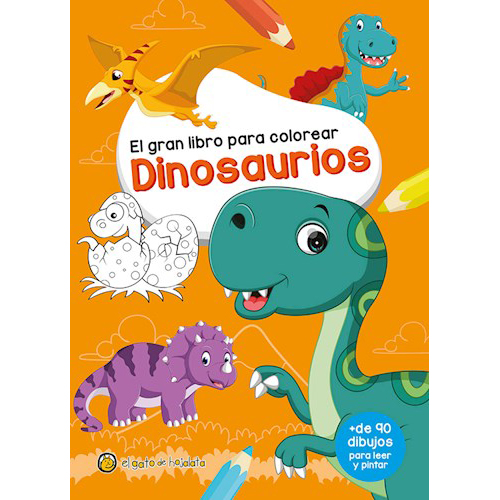 El gran libro para colorear
Dinosaurios
+de 90
dibujos
para leer
y pintar
el gato de hojalata